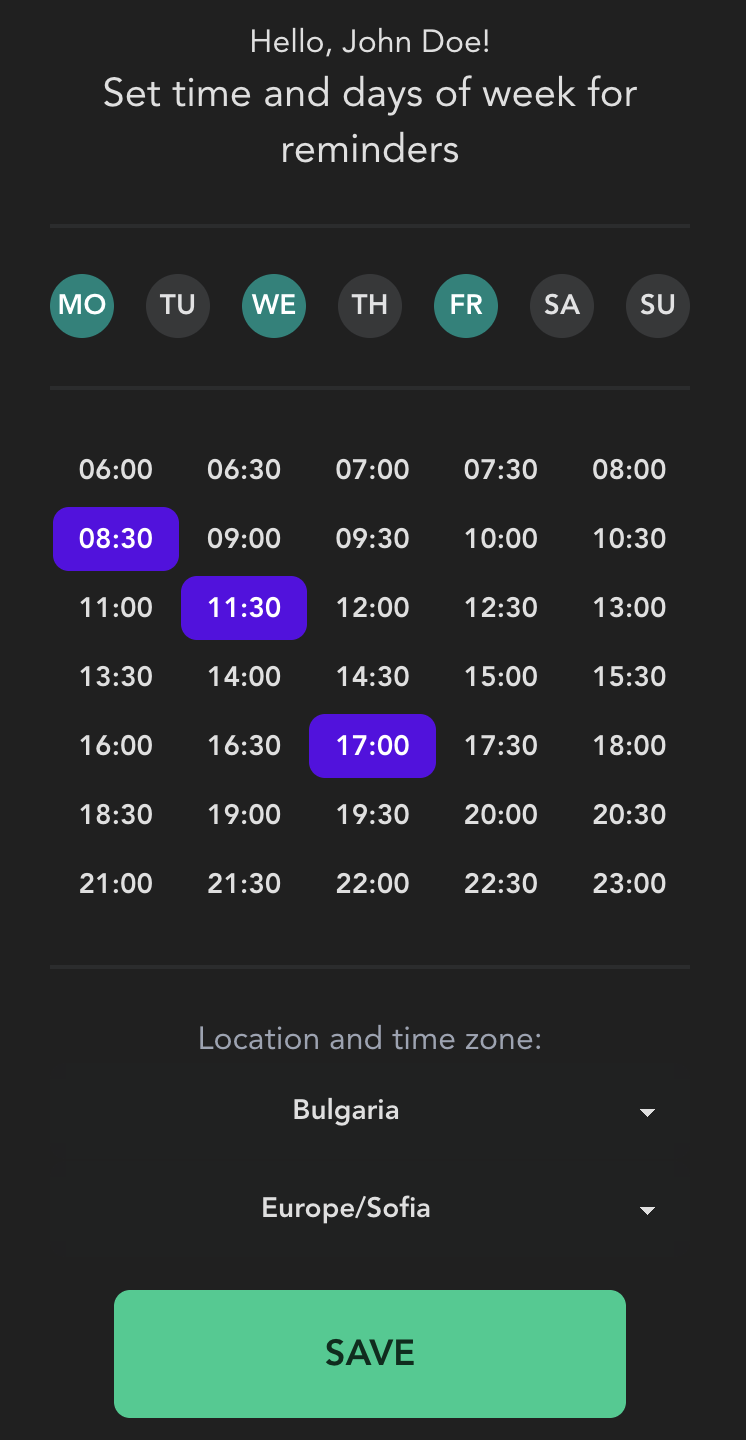 Hello, John Doe!
Set time and days of week for
reminders
MO TU WE TH FR SA SU
06:00 06:30 07:00 07:30 08:00
08:30 09:00 09:30 10:00 10:30
11:00 11:30 12:00 12:30 13:00
13:30 14:00 14:30 15:00 15:30
16:00 16:30 17:00 17:30 18:00
18:30 19:00 19:30 20:00 20:30
21:00 21:30 22:00 22:30 23:00
Location and time zone:
Bulgaria
Europe/Sofia
SAVE